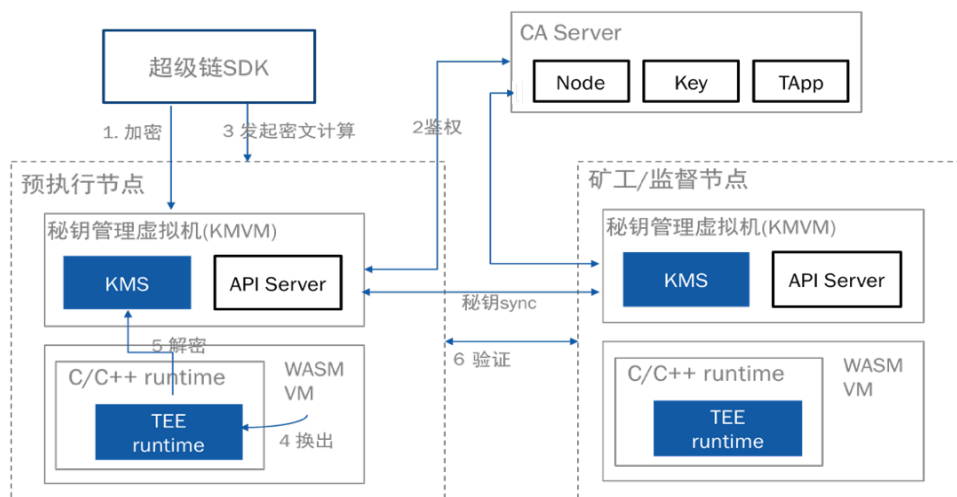 超级链SDK
CA Server
Node
Key
TApp
1. 加密
3 发起密文计算
2鉴权
预执行节点
秘钥管理虚拟机(KMVM)
KMS
API Server
5 解密
C/C++ runtime
WASM
VM
TEE
runtime
4 换出
秘钥sync
6 验证
矿工/监督节点
秘钥管理虚拟机(KMVM)
KMS
API Server
C/C++ runtime
WASM
VM
TEE
runtime